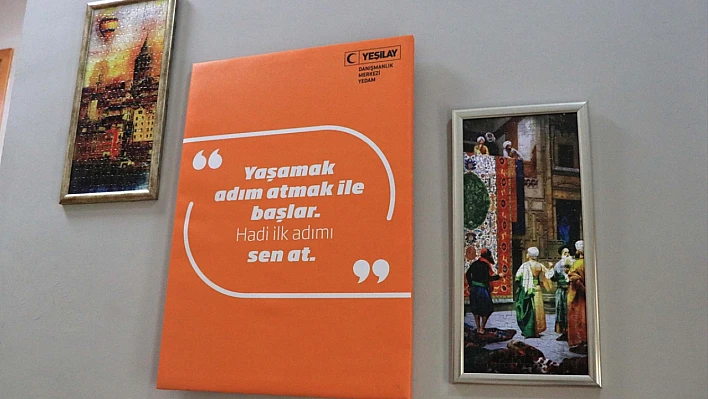 YEŞİLAY
DANIŞMANLIK
MERKEZİ
YEDAM
“Yaşamak
adım atmak ile
başlar.
Hadi ilk adımı
sen at.”